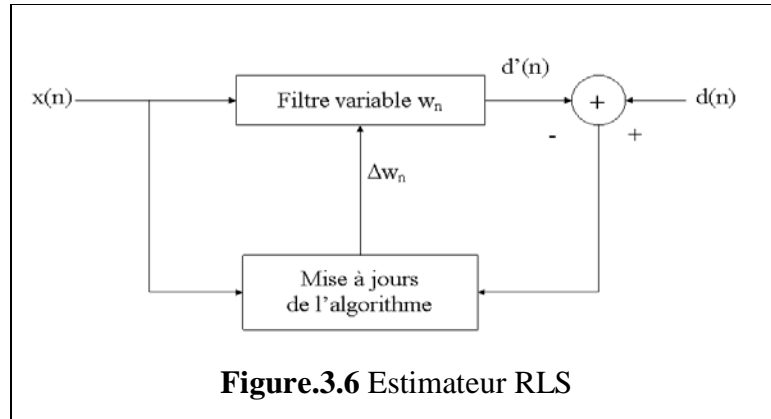 d’(n)
x(n)
Filtre variable wn
+
d(n)
- +
Δwn
Mise à jours
de l’algorithme
Figure.3.6 Estimateur RLS